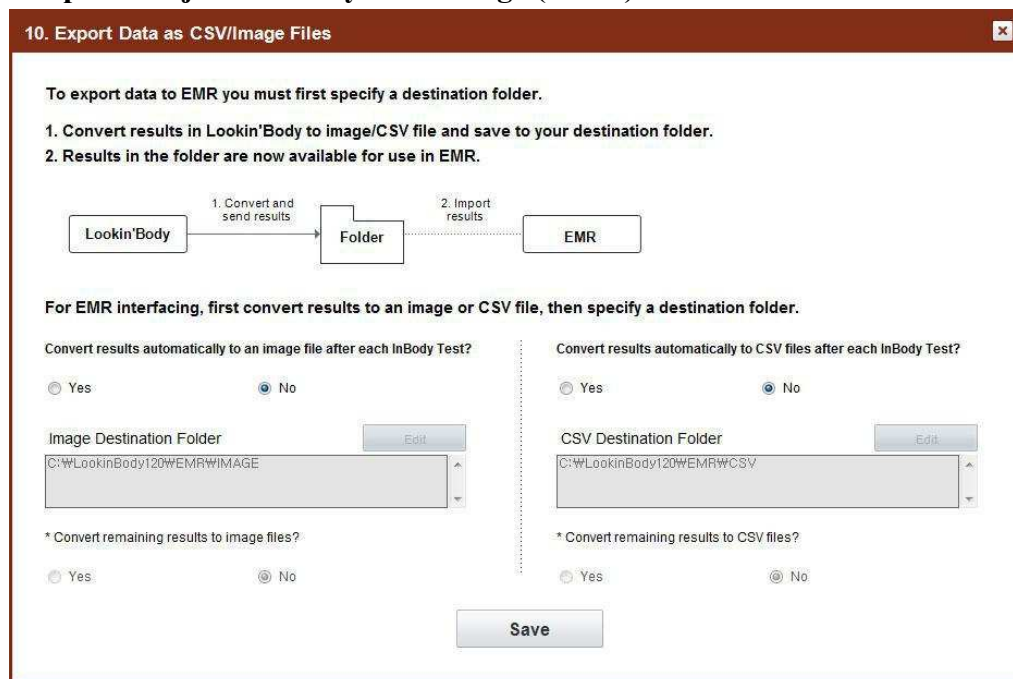 10. Export Data as CSV/Image Files
To export data to EMR you must first specify a destination folder.
1. Convert results in Lookin'Body to image/CSV file and save to your destination folder.
2. Results in the folder are now available for use in EMR.
1. Convert and
send results
2. Import
results
Lookin'Body
Folder
EMR
For EMR interfacing, first convert results to an image or CSV file, then specify a destination folder.
Convert results automatically to an image file after each InBody Test?
Yes No
Image Destination Folder Edit
C:₩LookinBody120₩EMR₩IMAGE
* Convert remaining results to image files?
Yes No
Convert results automatically to CSV files after each InBody Test?
Yes No
CSV Destination Folder Edit
C:₩LookinBody120₩EMR₩CSV
* Convert remaining results to CSV files?
Yes No
Save